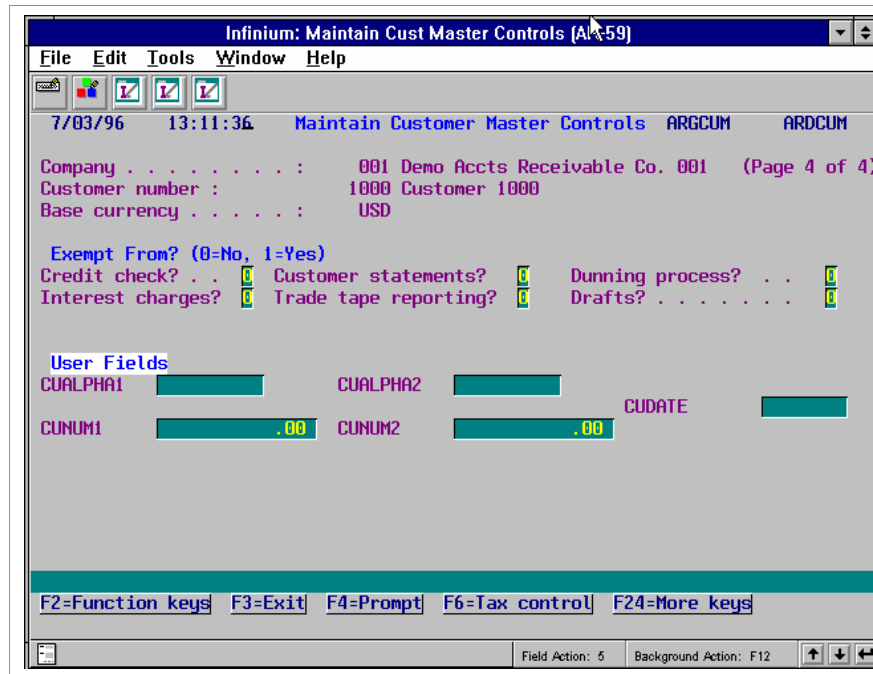 Infinium: Maintain Cust Master Controls (AR-59)
File Edit Tools Window Help
7/03/96 13:11:36 Maintain Customer Master Controls ARGCUM ARDCUM
Company . . . . . . . . : 001 Demo Accts Receivable Co. 001 (Page 4 of 4)
Customer number : 1000 Customer 1000
Base currency . . . . . : USD
Exempt From? (0=No, 1=Yes)
Credit check? . . 0 Customer statements? 0 Dunning process? . . 0
Interest charges? 0 Trade tape reporting? 0 Drafts? . . . . . . . 0
User Fields
CUALPHA1 CUALPHA2
CUDATE
CUNUM1 .00 CUNUM2 .00
F2=Function keys F3=Exit F4=Prompt F6=Tax control F24=More keys
Field Action: 5 Background Action: F12